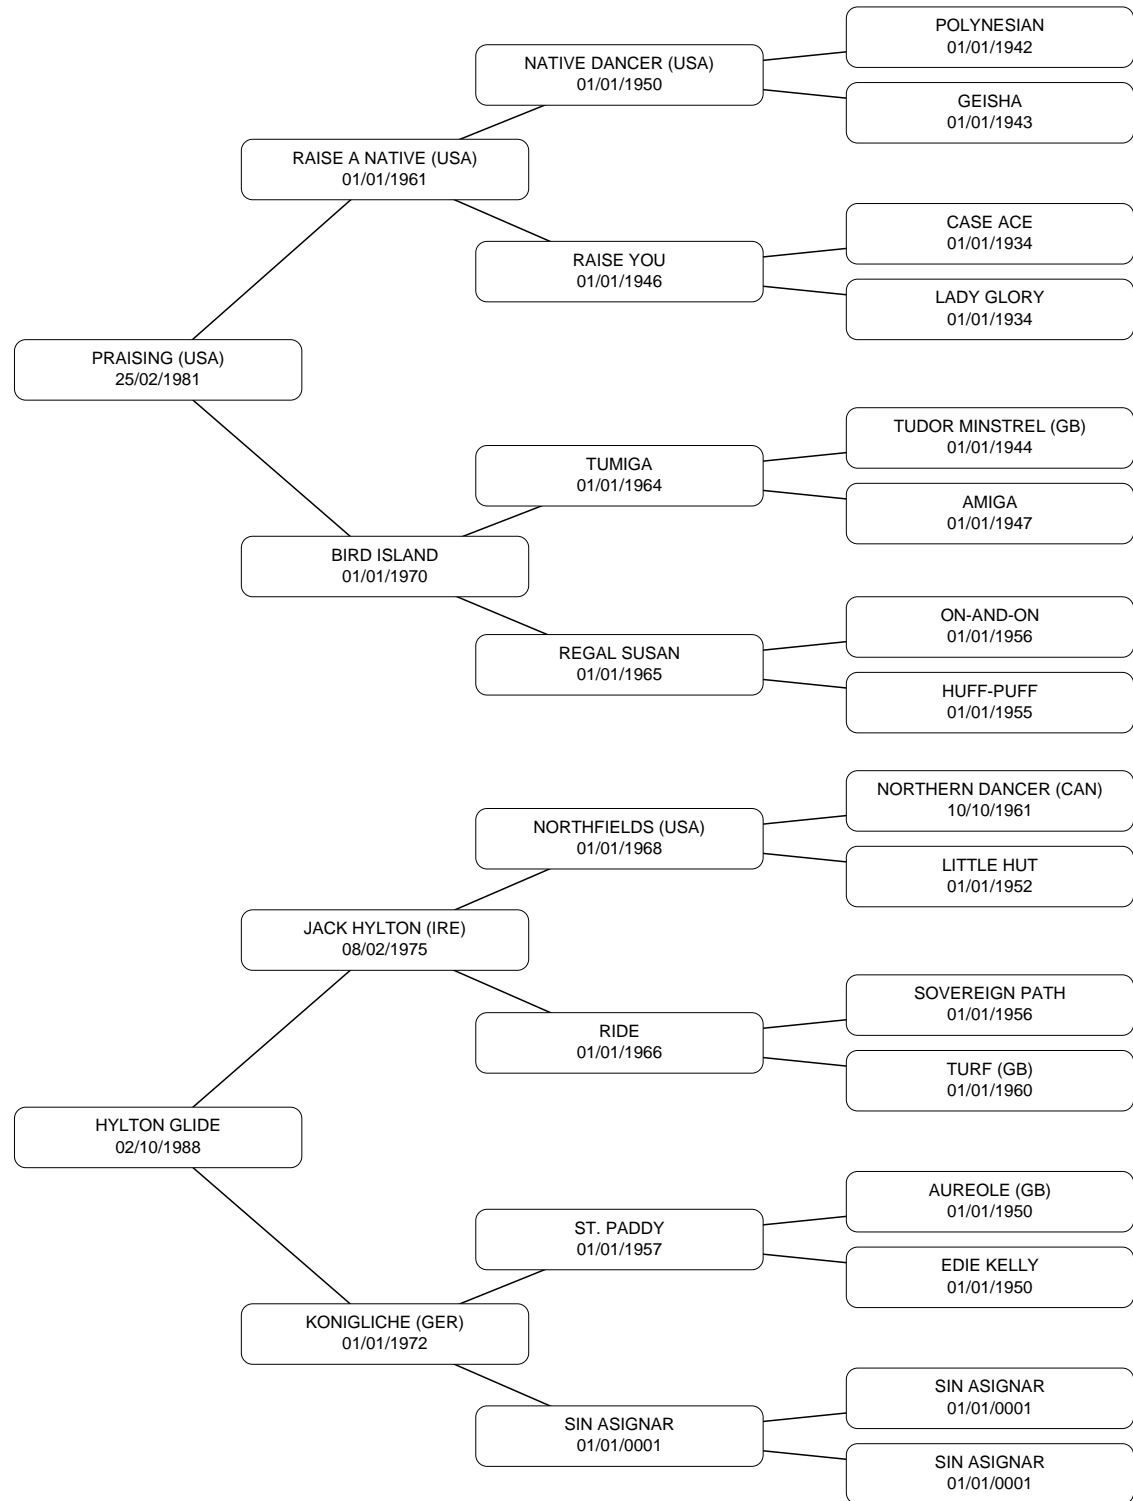 POLYNESIAN
01/01/1942
NATIVE DANCER (USA)
01/01/1950
GEISHA
01/01/1943
RAISE A NATIVE (USA)
01/01/1961
CASE ACE
01/01/1934
RAISE YOU
01/01/1946
LADY GLORY
01/01/1934
PRAISING (USA)
25/02/1981
TUDOR MINSTREL (GB)
01/01/1944
TUMIGA
01/01/1964
AMIGA
01/01/1947
BIRD ISLAND
01/01/1970
ON-AND-ON
01/01/1956
REGAL SUSAN
01/01/1965
HUFF-PUFF
01/01/1955
NORTHERN DANCER (CAN)
10/10/1961
NORTHFIELDS (USA)
01/01/1968
LITTLE HUT
01/01/1952
JACK HYLTON (IRE)
08/02/1975
SOVEREIGN PATH
01/01/1956
RIDE
01/01/1966
TURF (GB)
01/01/1960
HYLTON GLIDE
02/10/1988
AUREOLE (GB)
01/01/1950
ST. PADDY
01/01/1957
EDIE KELLY
01/01/1950
KONIGLICHE (GER)
01/01/1972
SIN ASIGNAR
01/01/0001
SIN ASIGNAR
01/01/0001
SIN ASIGNAR
01/01/0001